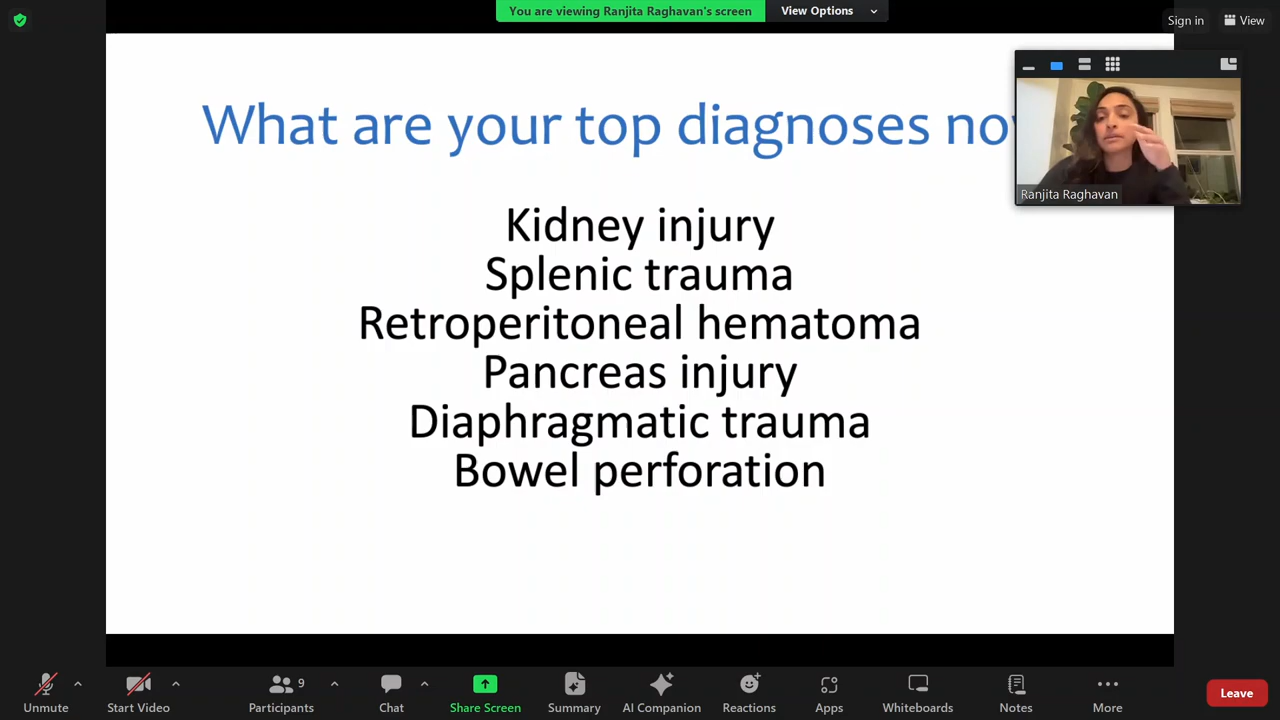 You are viewing Ranjita Raghavan's screen
View Options
Sign in
View
What are your top diagnoses
Ranjita Raghavan
Kidney injury
Splenic trauma
Retroperitoneal hematoma
Pancreas injury
Diaphragmatic trauma
Bowel perforation
Unmute
Start Video
9
Participants
Chat
Share Screen
Summary
AI Companion
Reactions
Apps
Whiteboards
Notes
More
Leave